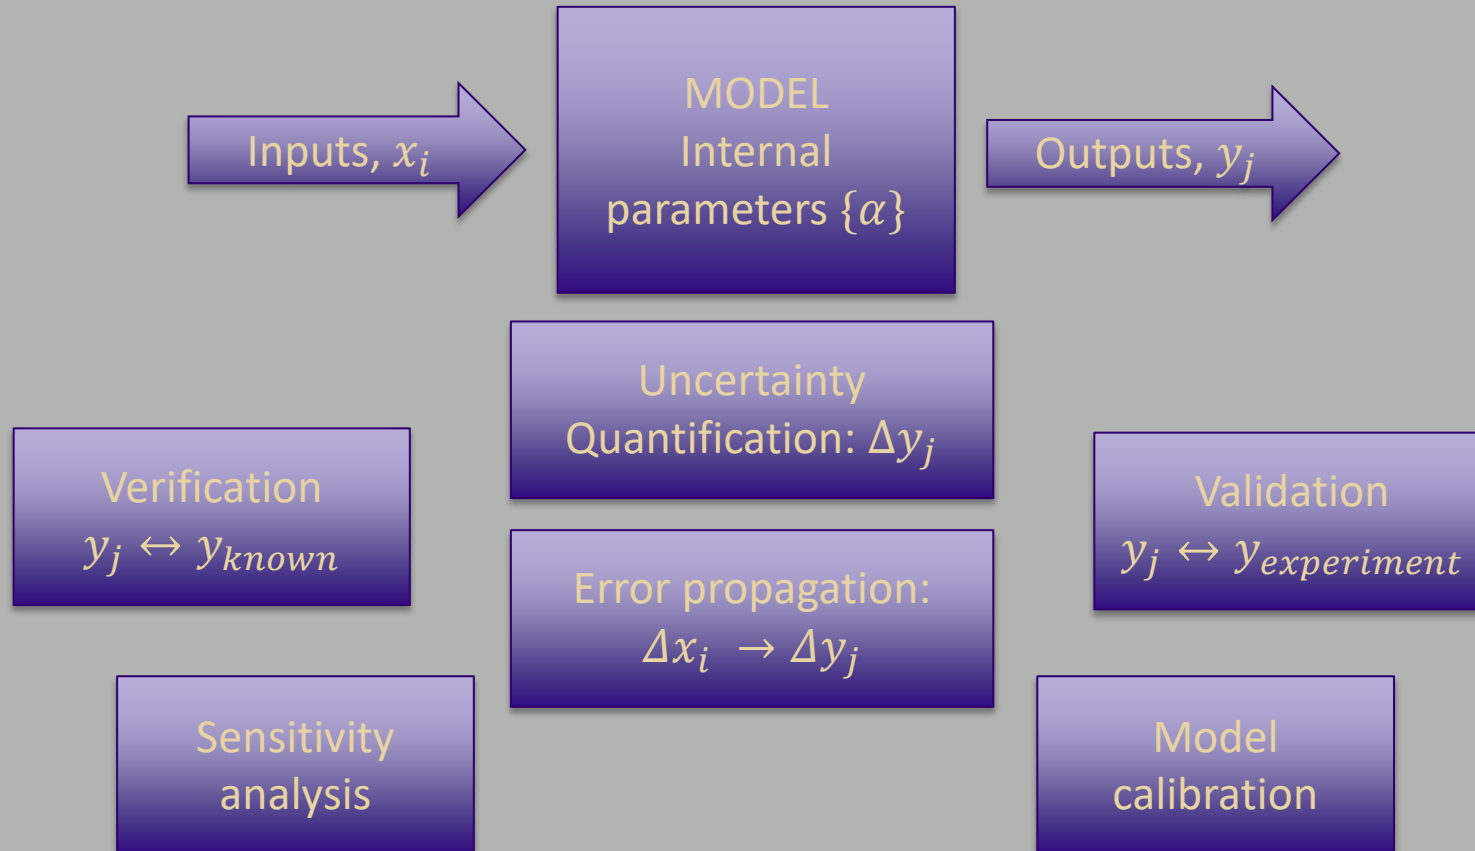 MODEL
Internal
parameters {α}
Inputs, xᵢ
Outputs, yⱼ
Uncertainty
Quantification: Δyⱼ
Verification
yⱼ ↔ y_known
Validation
yⱼ ↔ y_experiment
Error propagation:
Δxᵢ → Δyⱼ
Sensitivity
analysis
Model
calibration